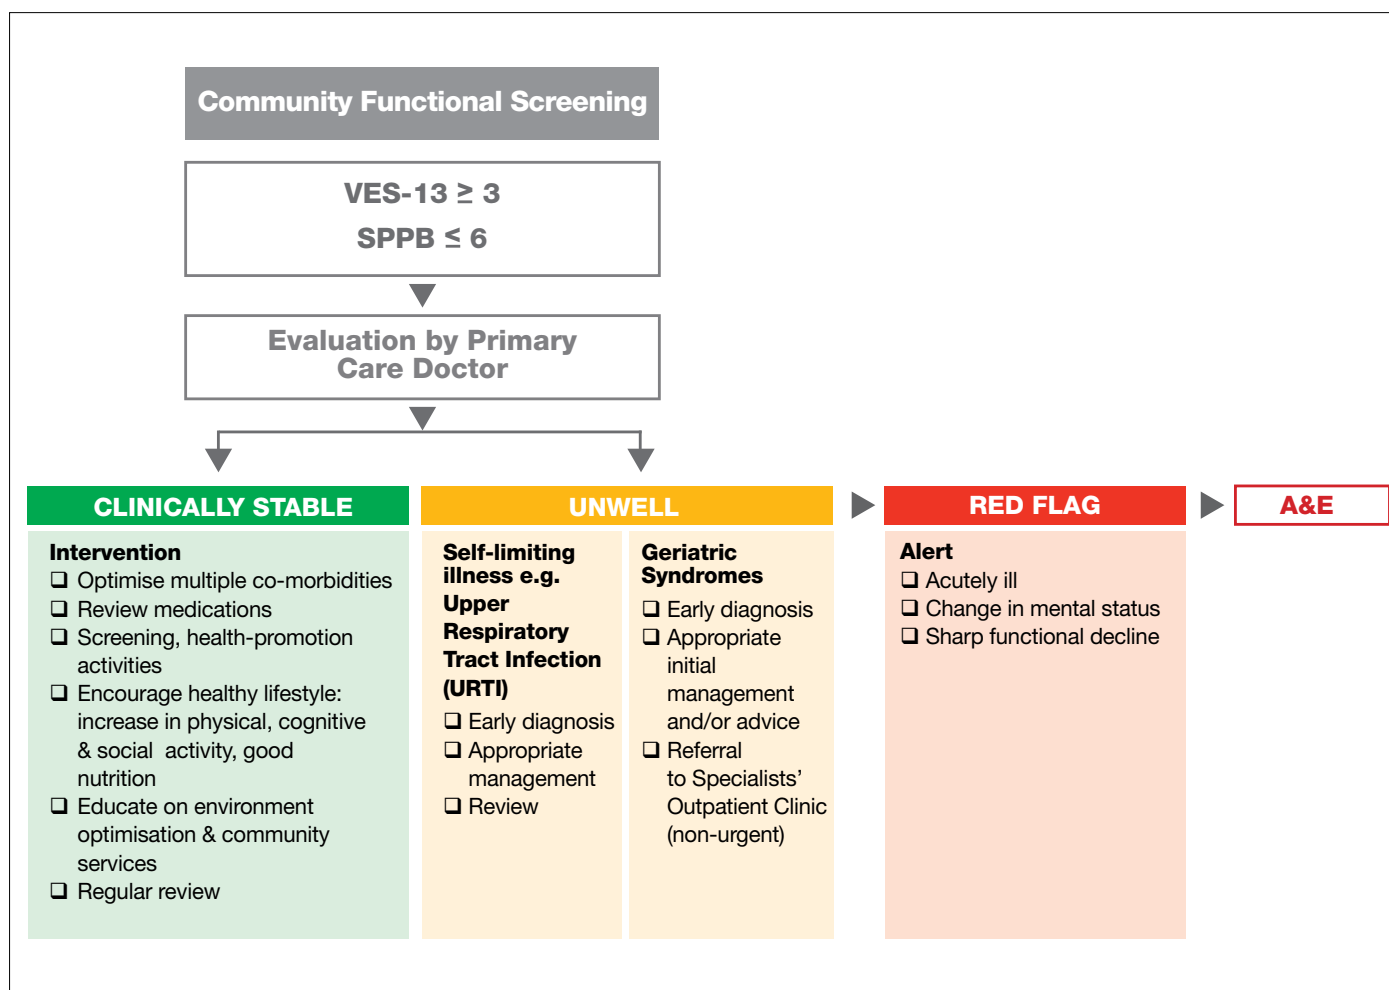 Community Functional Screening
VES-13 ≥ 3
SPPB ≤ 6
Evaluation by Primary
Care Doctor
CLINICALLY STABLE
Intervention
❑ Optimise multiple co-morbidities
❑ Review medications
❑ Screening, health-promotion
activities
❑ Encourage healthy lifestyle:
increase in physical, cognitive
& social activity, good
nutrition
❑ Educate on environment
optimisation & community
services
❑ Regular review
UNWELL
Self-limiting
illness e.g.
Upper
Respiratory
Tract Infection
(URTI)
❑ Early diagnosis
❑ Appropriate
management
❑ Review
Geriatric
Syndromes
❑ Early diagnosis
❑ Appropriate
initial
management
and/or advice
❑ Referral
to Specialists’
Outpatient Clinic
(non-urgent)
RED FLAG
Alert
❑ Acutely ill
❑ Change in mental status
❑ Sharp functional decline
A&E